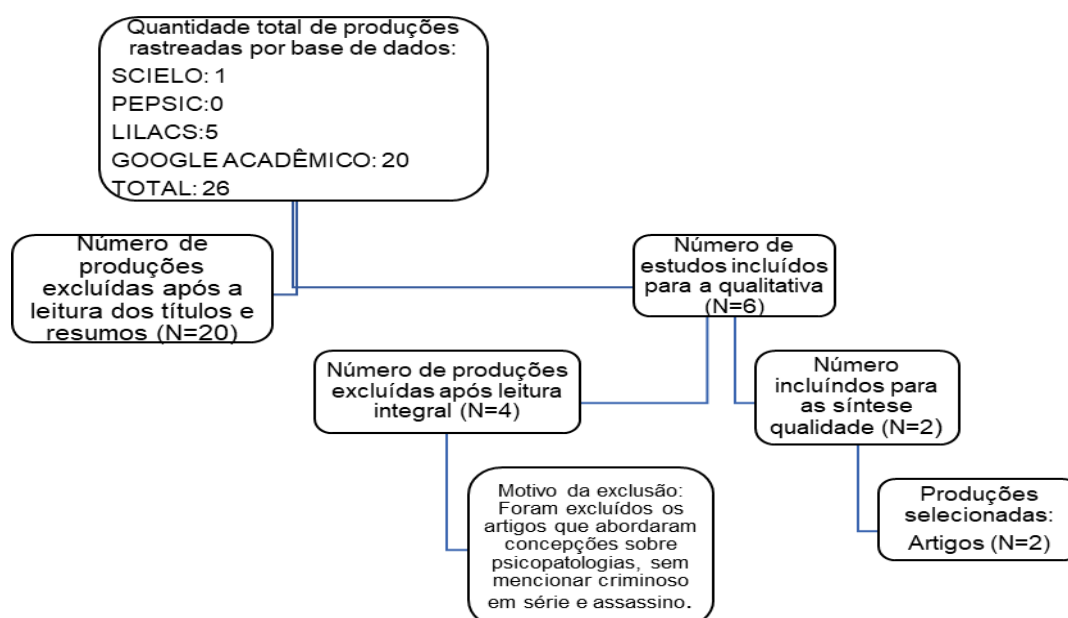 Quantidade total de produções
rastreadas por base de dados:
SCIELO: 1
PEPSIC:0
LILACS:5
GOOGLE ACADÊMICO: 20
TOTAL: 26
Número de
produções
excluídas após a
leitura dos títulos e
resumos (N=20)
Número de
estudos incluídos
para a qualitativa
(N=6)
Número de produções
excluídas após leitura
integral (N=4)
Número
incluíndos para
as síntese
qualidade (N=2)
Motivo da exclusão:
Foram excluídos os
artigos que abordaram
concepções sobre
psicopatologias, sem
mencionar criminoso
em série e assassino.
Produções
selecionadas:
Artigos (N=2)